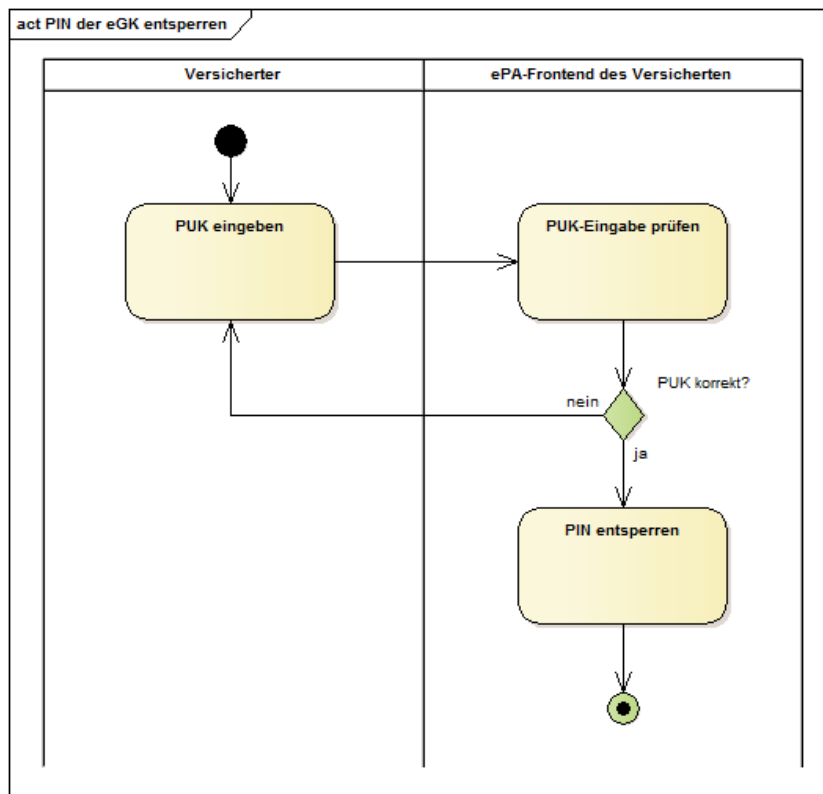 act PIN der eGK entsperren
Versicherter
ePA-Frontend des Versicherten
PUK eingeben
PUK-Eingabe prüfen
PUK korrekt?
nein
ja
PIN entsperren